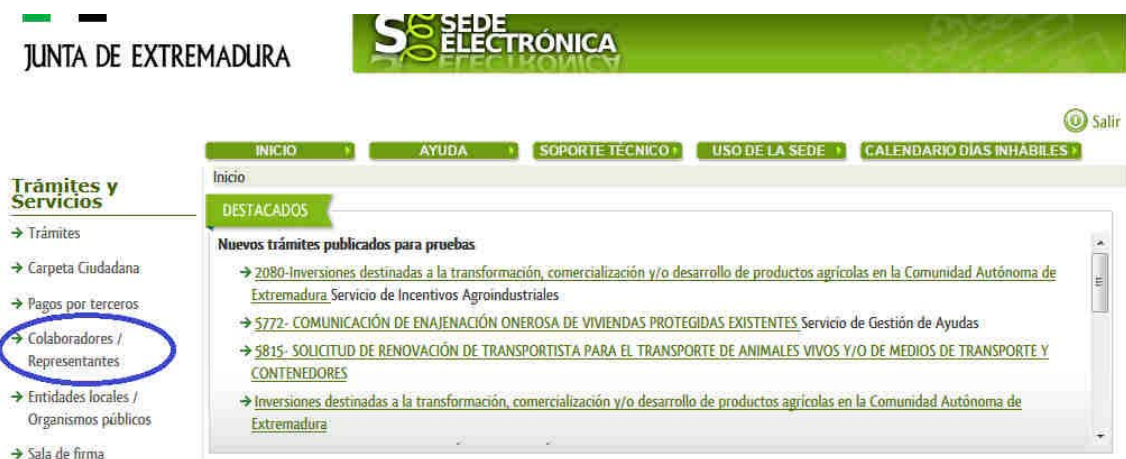 JUNTA DE EXTREMADURA
SEDE
ELECTRÓNICA
Salir
INICIO
AYUDA
SOPORTE TÉCNICO
USO DE LA SEDE
CALENDARIO DÍAS INHÁBILES
Trámites y
Servicios
Trámites
Carpeta Ciudadana
Pagos por terceros
Colaboradores /
Representantes
Entidades locales /
Organismos públicos
Sala de firma
Inicio
DESTACADOS
Nuevos trámites publicados para pruebas
2080-Inversiones destinadas a la transformación, comercialización y/o desarrollo de productos agrícolas en la Comunidad Autónoma de
Extremadura Servicio de Incentivos Agroindustriales
5772- COMUNICACIÓN DE ENAJENACIÓN ONEROSA DE VIVIENDAS PROTEGIDAS EXISTENTES Servicio de Gestión de Ayudas
5815- SOLICITUD DE RENOVACIÓN DE TRANSPORTISTA PARA EL TRANSPORTE DE ANIMALES VIVOS Y/O DE MEDIOS DE TRANSPORTE Y
CONTENEDORES
Inversiones destinadas a la transformación, comercialización y/o desarrollo de productos agrícolas en la Comunidad Autónoma de
Extremadura